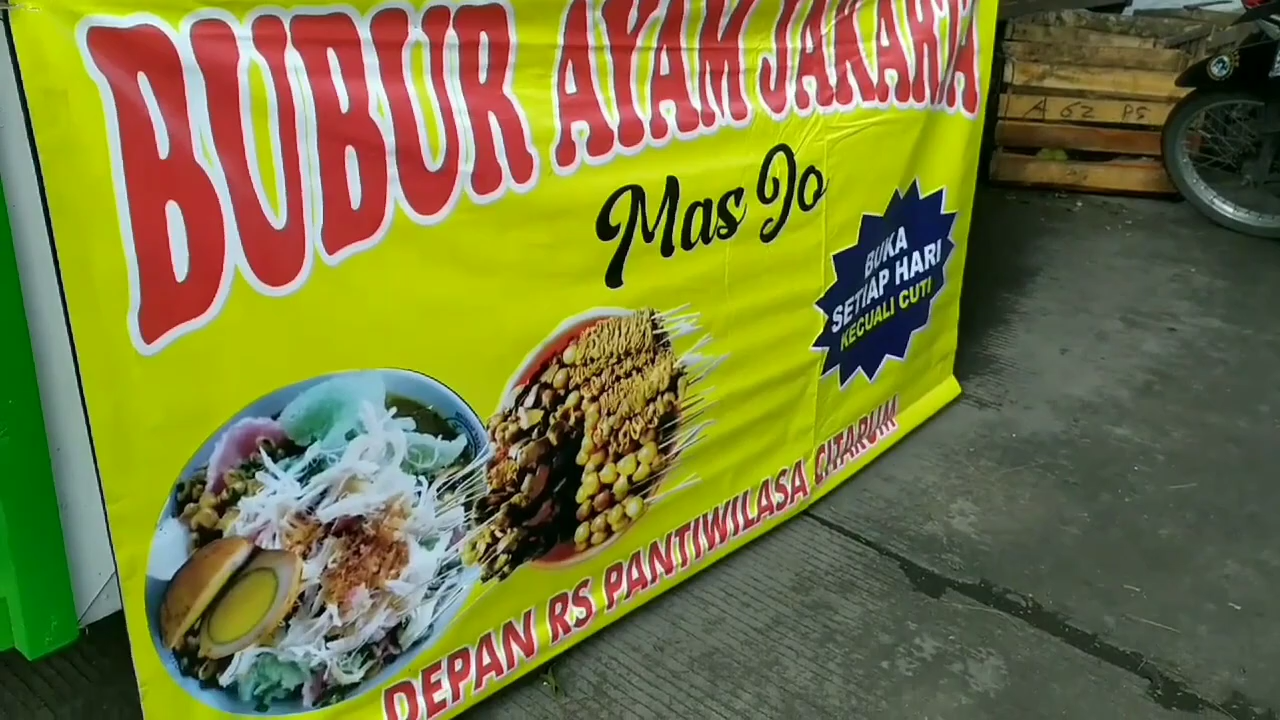 BUBUR AYAM JAKARTA
Mas Jo
BUKA
SETIAP HARI
KECUALI CUTI
DEPAN RS PANTIWILASA CITARUM
A 62 PS